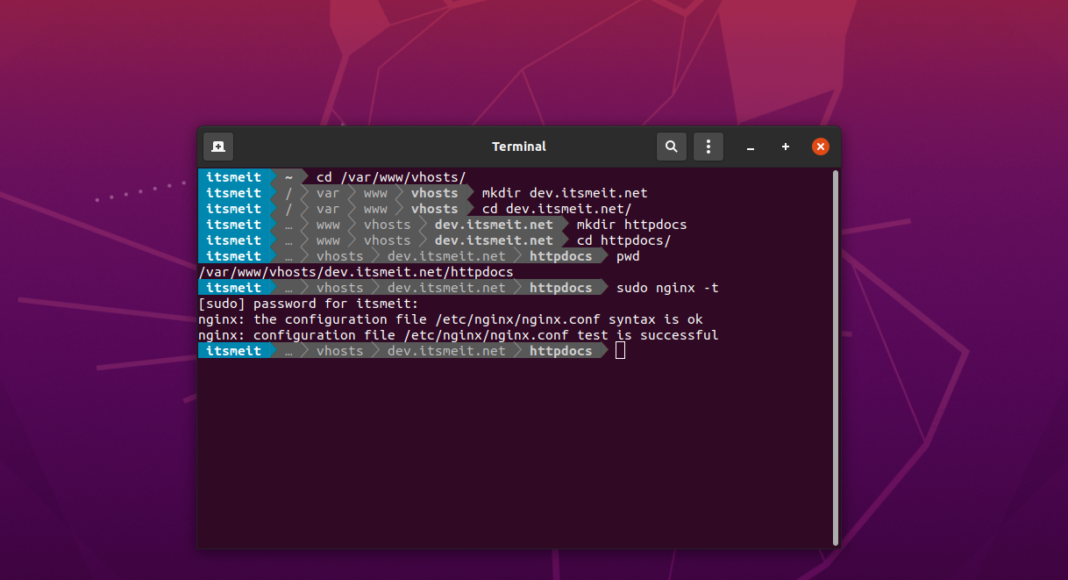 Terminal
itsmeit ~ cd /var/www/vhosts/
itsmeit / var www vhosts mkdir dev.itsmeit.net
itsmeit / var www vhosts cd dev.itsmeit.net/
itsmeit … www vhosts dev.itsmeit.net mkdir httpdocs
itsmeit … www vhosts dev.itsmeit.net cd httpdocs/
itsmeit … vhosts dev.itsmeit.net httpdocs pwd
/var/www/vhosts/dev.itsmeit.net/httpdocs
itsmeit … vhosts dev.itsmeit.net httpdocs sudo nginx -t
[sudo] password for itsmeit:
nginx: the configuration file /etc/nginx/nginx.conf syntax is ok
nginx: configuration file /etc/nginx/nginx.conf test is successful
itsmeit … vhosts dev.itsmeit.net httpdocs